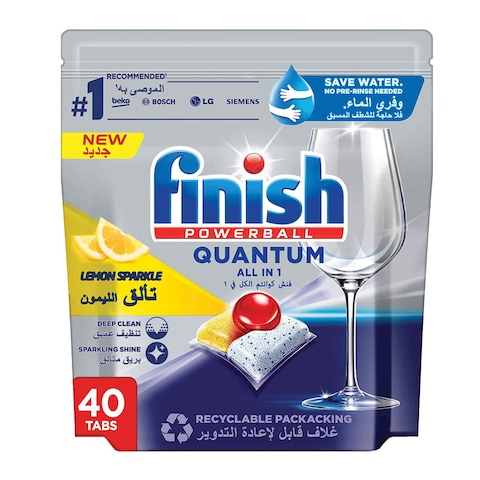 RECOMMENDED¹
#1
الموصى به¹
beko
BOSCH
LG
SIEMENS
SAVE WATER.
NO PRE-RINSE NEEDED
وفري الماء.
فلا حاجة للشطف المسبق
NEW
جديد
finish
POWERBALL
QUANTUM
ALL IN 1
فنش كوانتم الكل في ١
LEMON SPARKLE
تألق الليمون
DEEP CLEAN
تنظيف عميق
SPARKLING SHINE
بريق متألق
40
TABS
RECYCLABLE PACKACKING
غلاف قابل لإعادة التدوير